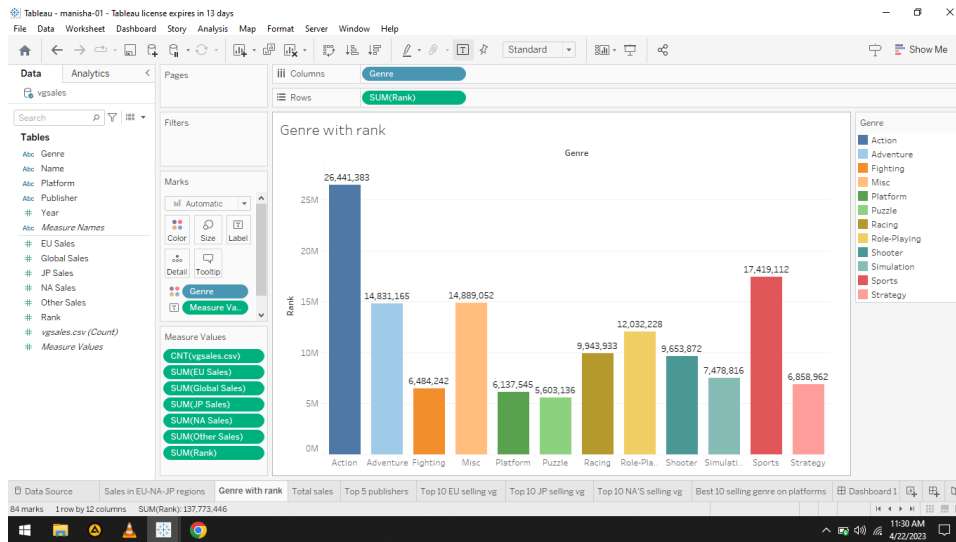 Tableau - manisha-01 - Tableau license expires in 13 days
File Data Worksheet Dashboard Story Analysis Map Format Server Window Help
Standard
Show Me
Data Analytics
vgsales
Search
Tables
Abc Genre
Abc Name
Abc Platform
Abc Publisher
# Year
Abc Measure Names
# EU Sales
# Global Sales
# JP Sales
# NA Sales
# Other Sales
# Rank
# vgsales.csv (Count)
# Measure Values
Pages
Filters
Marks
Automatic
Color Size Label
Detail Tooltip
Genre
Measure Va..
Measure Values
CNT(vgsales.csv)
SUM(EU Sales)
SUM(Global Sales)
SUM(JP Sales)
SUM(NA Sales)
SUM(Other Sales)
SUM(Rank)
Columns Genre
Rows SUM(Rank)
Genre with rank
Genre
Rank
25M
20M
15M
10M
5M
0M
26,441,383
14,831,165
6,484,242
14,889,052
6,137,545
5,603,136
9,943,933
12,032,228
9,653,872
7,478,816
17,419,112
6,858,962
Action Adventure Fighting Misc Platform Puzzle Racing Role-Pla.. Shooter Simulati.. Sports Strategy
Genre
Action
Adventure
Fighting
Misc
Platform
Puzzle
Racing
Role-Playing
Shooter
Simulation
Sports
Strategy
Data Source Sales in EU-NA-JP regions Genre with rank Total sales Top 5 publishers Top 10 EU selling vg Top 10 JP selling vg Top 10 NA'S selling vg Best 10 selling genre on platforms Dashboard 1
84 marks 1 row by 12 columns SUM(Rank): 137,773,446
11:30 AM
4/22/2023